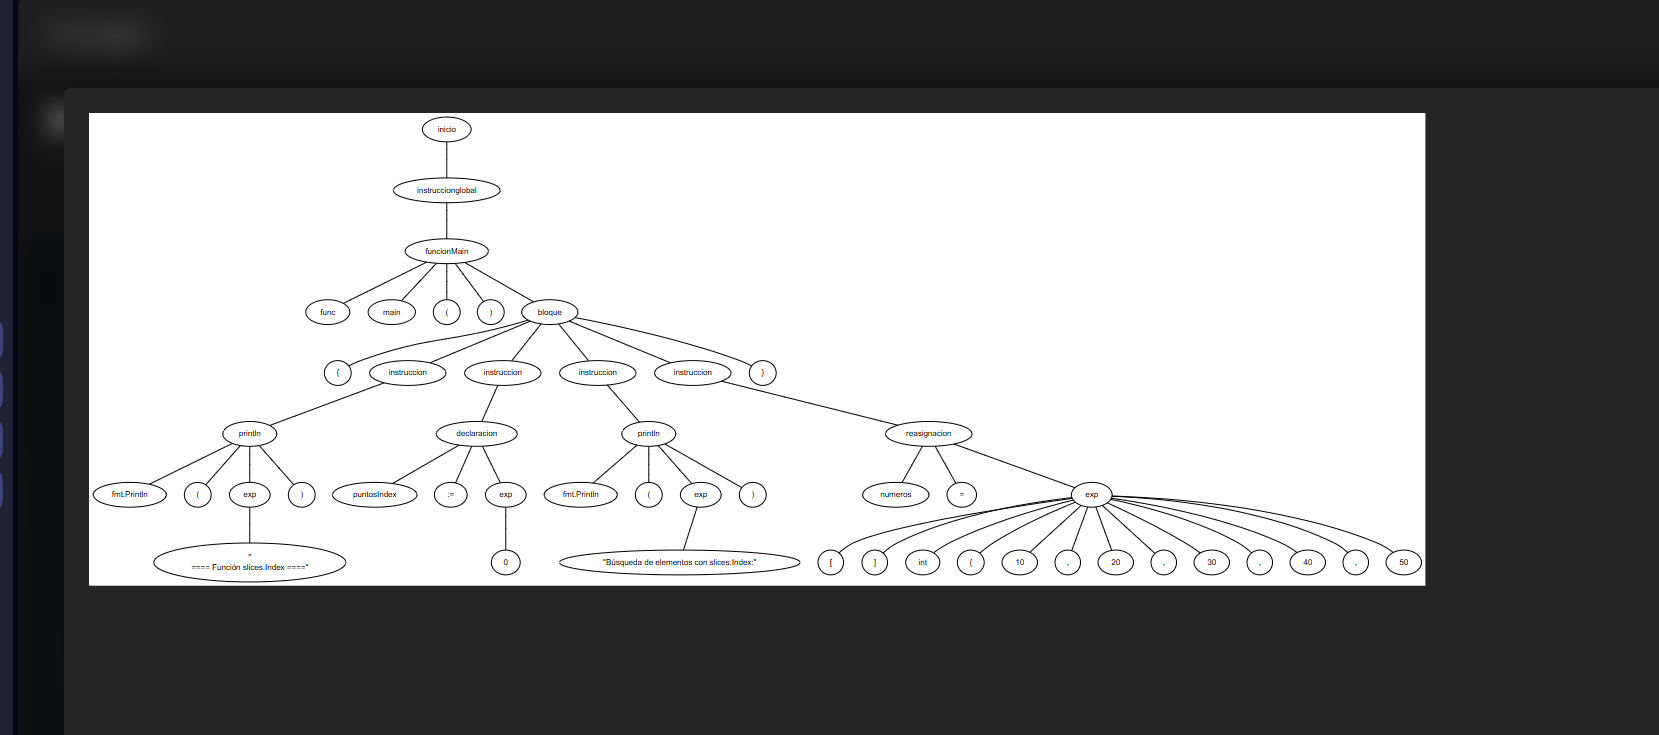 inicio
instruccionglobal
funcionMain
func main ( ) bloque
{ instruccion instruccion instruccion instruccion }
println declaracion println reasignacion
fmt.Println ( exp ) puntosIndex := exp fmt.Println ( exp ) numeros = exp
"
==== Función slices.Index ===="
0 "Búsqueda de elementos con slices.Index:" [ ] int { 10 , 20 , 30 , 40 , 50